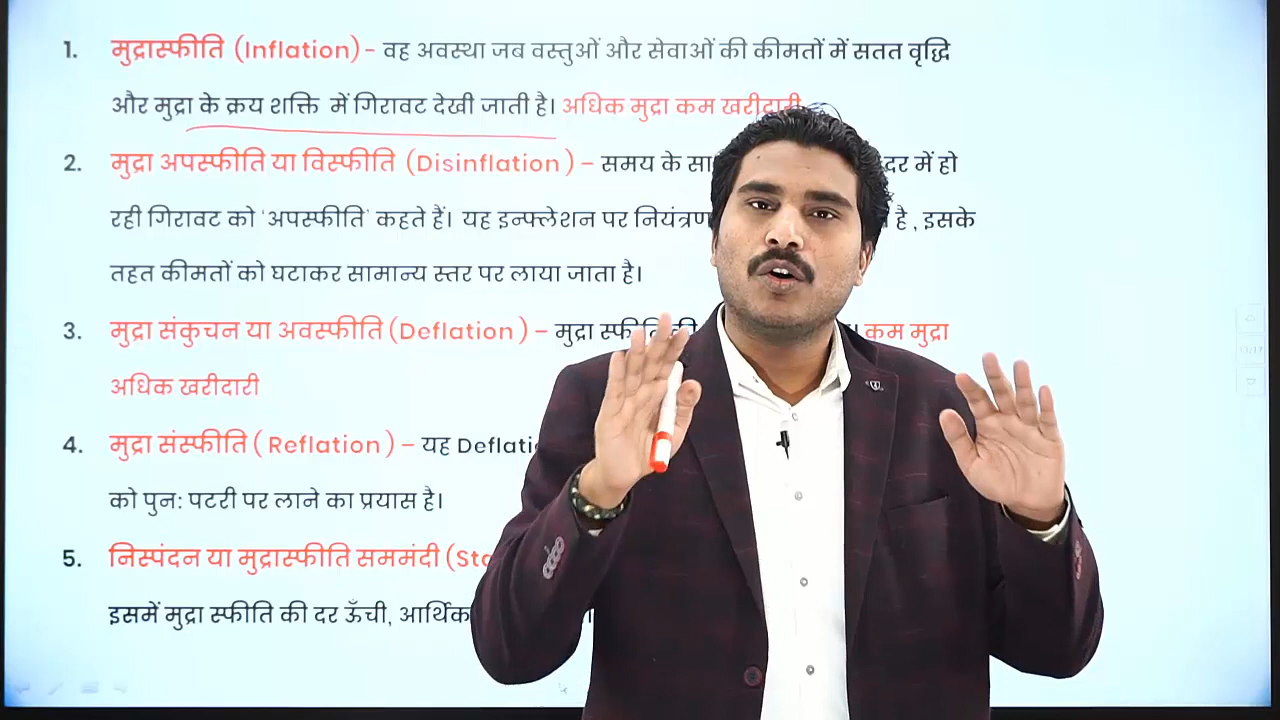 1. मुद्रास्फीति (Inflation) - वह अवस्था जब वस्तुओं और सेवाओं की कीमतों में सतत वृद्धि
और मुद्रा के क्रय शक्ति में गिरावट देखी जाती है। अधिक मुद्रा कम खरीदारी
2. मुद्रा अपस्फीति या विस्फीति (Disinflation) – समय के दर में हो
रही गिरावट को 'अपस्फीति' कहते हैं। यह इन्फ्लेशन पर नियंत्रण है , इसके
तहत कीमतों को घटाकर सामान्य स्तर पर लाया जाता है।
3. मुद्रा संकुचन या अवस्फीति (Deflation) – मुद्रा कम मुद्रा
अधिक खरीदारी
4. मुद्रा संस्फीति ( Reflation ) – यह
को पुन: पटरी पर लाने का प्रयास है।
5. निस्पंदन या मुद्रास्फीति सममंदी
इसमें मुद्रा स्फीति की दर ऊँची, आर्थिक